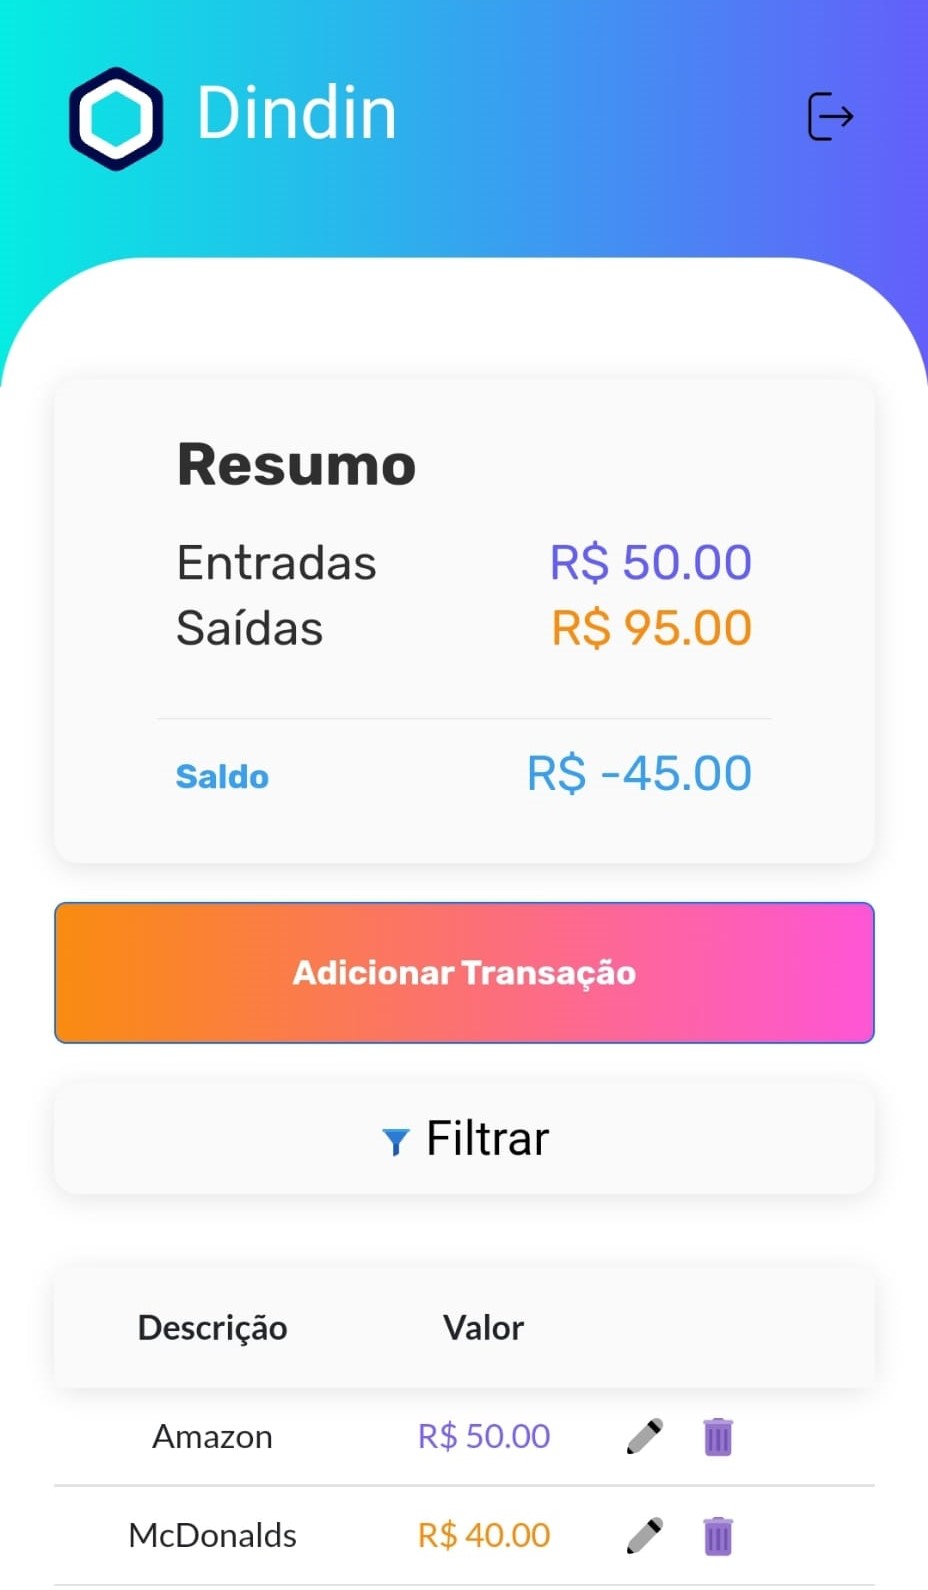 Dindin
Resumo
Entradas R$ 50.00
Saídas R$ 95.00
Saldo R$ -45.00
Adicionar Transação
Filtrar
Descrição Valor
Amazon R$ 50.00
McDonalds R$ 40.00